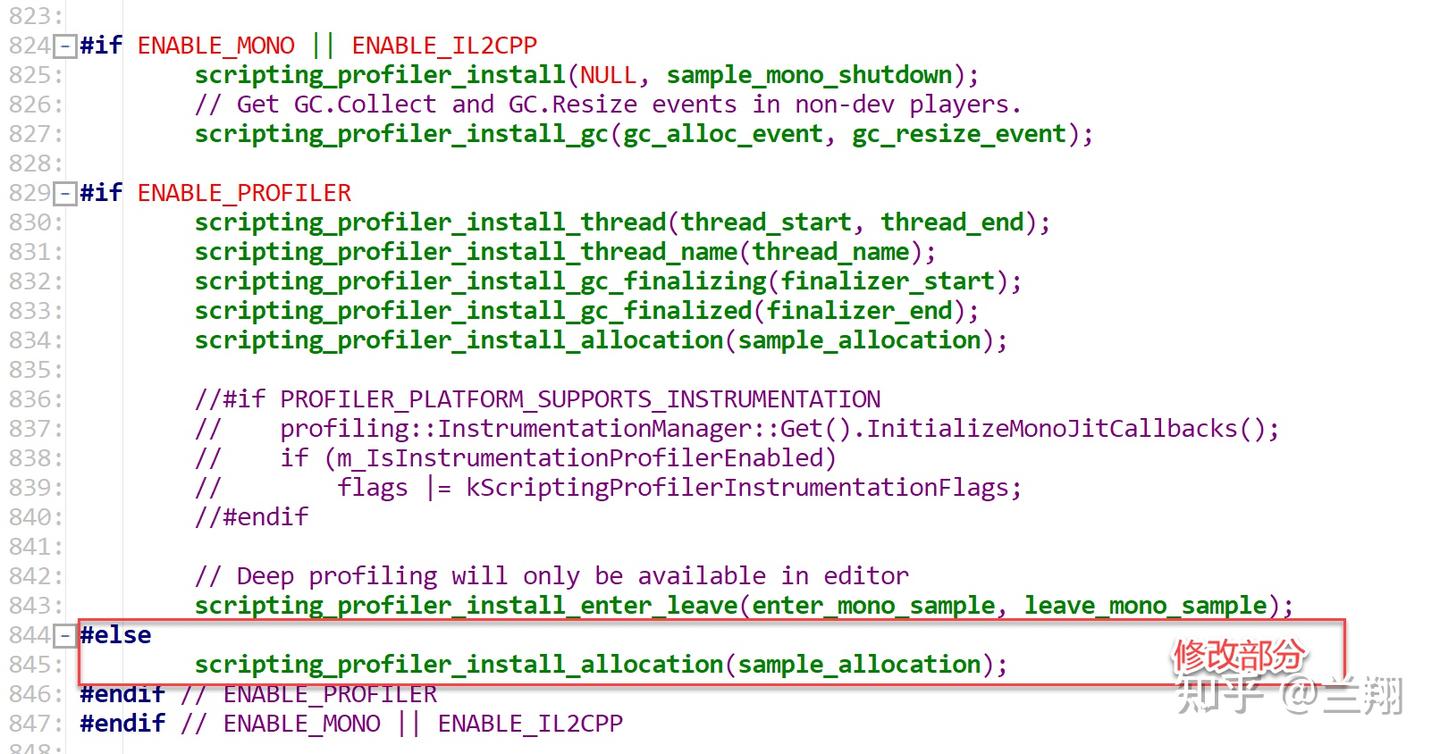 823:
824: #if ENABLE_MONO || ENABLE_IL2CPP
825: scripting_profiler_install(NULL, sample_mono_shutdown);
826: // Get GC.Collect and GC.Resize events in non-dev players.
827: scripting_profiler_install_gc(gc_alloc_event, gc_resize_event);
828:
829: #if ENABLE_PROFILER
830: scripting_profiler_install_thread(thread_start, thread_end);
831: scripting_profiler_install_thread_name(thread_name);
832: scripting_profiler_install_gc_finalizing(finalizer_start);
833: scripting_profiler_install_gc_finalized(finalizer_end);
834: scripting_profiler_install_allocation(sample_allocation);
835:
836: //#if PROFILER_PLATFORM_SUPPORTS_INSTRUMENTATION
837: // profiling::InstrumentationManager::Get().InitializeMonoJitCallbacks();
838: // if (m_IsInstrumentationProfilerEnabled)
839: // flags |= kScriptingProfilerInstrumentationFlags;
840: //#endif
841:
842: // Deep profiling will only be available in editor
843: scripting_profiler_install_enter_leave(enter_mono_sample, leave_mono_sample);
844: #else
845: scripting_profiler_install_allocation(sample_allocation);
修改部分
846: #endif // ENABLE_PROFILER
知乎 @兰翔
847: #endif // ENABLE_MONO || ENABLE_IL2CPP
848: